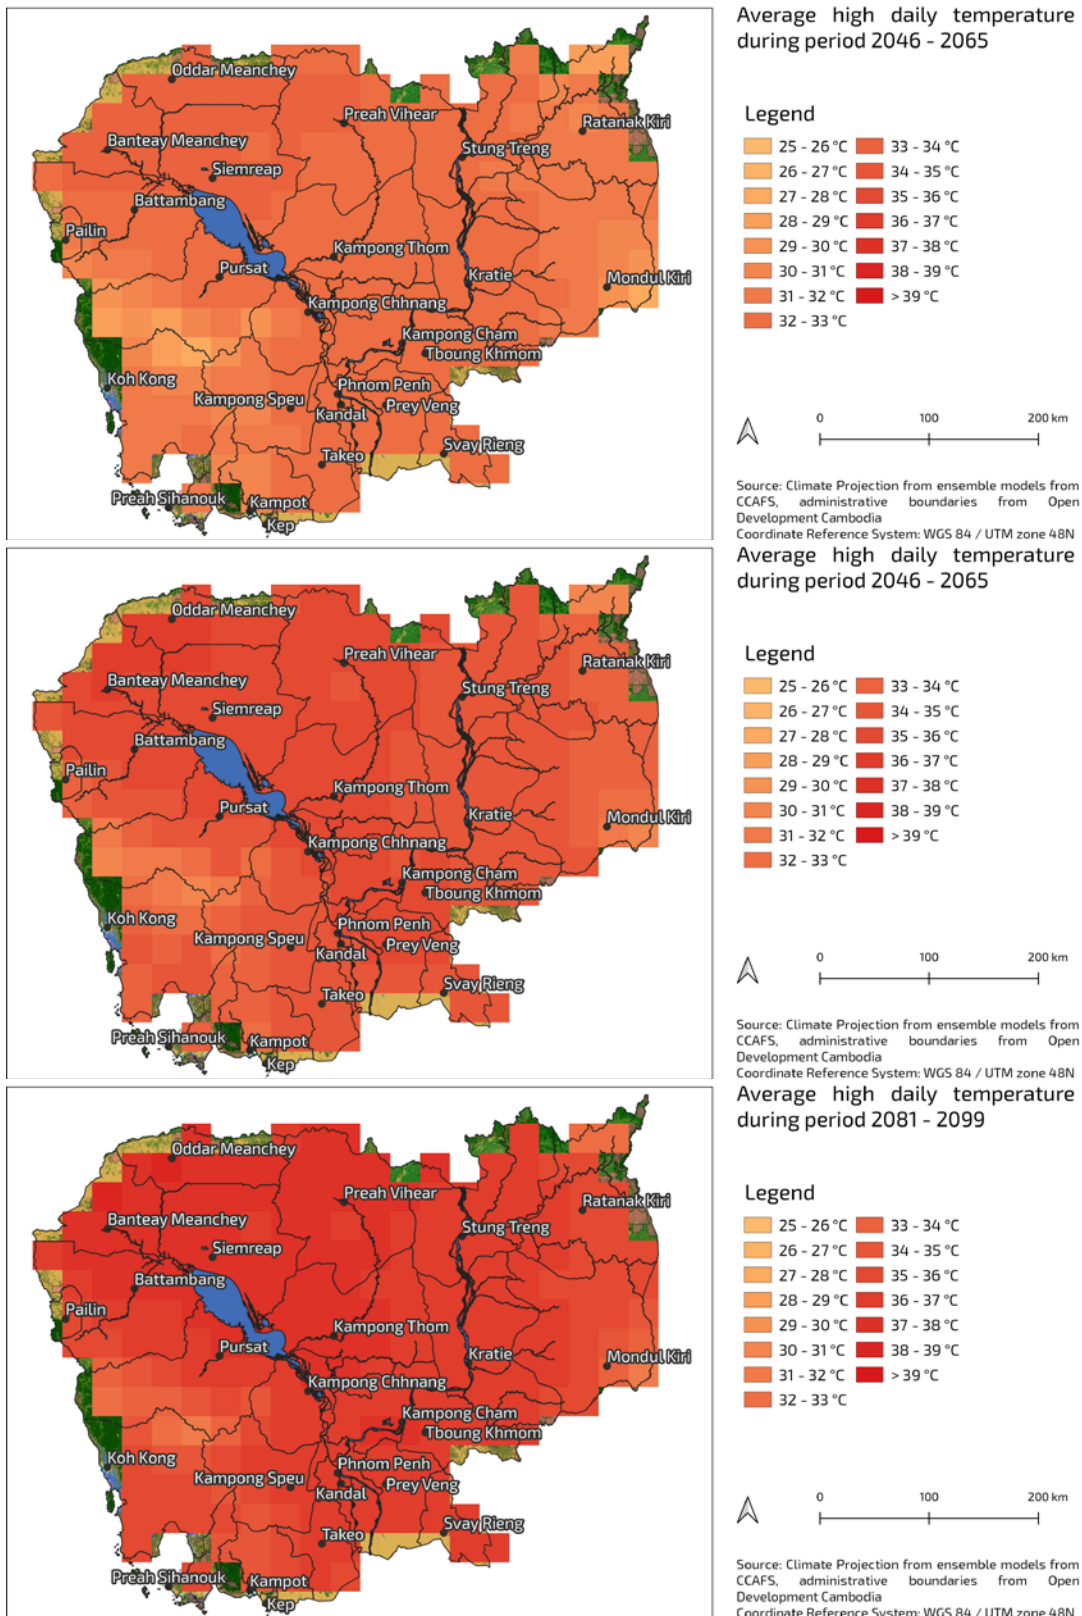 Average high daily temperature
during period 2046 - 2065
Oddar Meanchey
Preah Vihear
Ratanak Kiri
Banteay Meanchey
Stung Treng
Siemreap
Battambang
Pailin
Kampong Thom
Pursat
Kratie
Mondul Kiri
Kampong Chhnang
Kampong Cham
Tboung Khmom
Koh Kong
Phnom Penh
Kampong Speu
Prey Veng
Kandal
Svay Rieng
Takeo
Preah Sihanouk
Kampot
Kep
Legend
25 - 26 °C 33 - 34 °C
26 - 27 °C 34 - 35 °C
27 - 28 °C 35 - 36 °C
28 - 29 °C 36 - 37 °C
29 - 30 °C 37 - 38 °C
30 - 31 °C 38 - 39 °C
31 - 32 °C > 39 °C
32 - 33 °C
0 100 200 km
Source: Climate Projection from ensemble models from
CCAFS, administrative boundaries from Open
Development Cambodia
Coordinate Reference System: WGS 84 / UTM zone 48N
Average high daily temperature
during period 2046 - 2065
Oddar Meanchey
Preah Vihear
Ratanak Kiri
Banteay Meanchey
Stung Treng
Siemreap
Battambang
Pailin
Kampong Thom
Pursat
Kratie
Mondul Kiri
Kampong Chhnang
Kampong Cham
Tboung Khmom
Koh Kong
Phnom Penh
Kampong Speu
Prey Veng
Kandal
Svay Rieng
Takeo
Preah Sihanouk
Kampot
Kep
Legend
25 - 26 °C 33 - 34 °C
26 - 27 °C 34 - 35 °C
27 - 28 °C 35 - 36 °C
28 - 29 °C 36 - 37 °C
29 - 30 °C 37 - 38 °C
30 - 31 °C 38 - 39 °C
31 - 32 °C > 39 °C
32 - 33 °C
0 100 200 km
Source: Climate Projection from ensemble models from
CCAFS, administrative boundaries from Open
Development Cambodia
Coordinate Reference System: WGS 84 / UTM zone 48N
Average high daily temperature
during period 2081 - 2099
Oddar Meanchey
Preah Vihear
Ratanak Kiri
Banteay Meanchey
Stung Treng
Siemreap
Battambang
Pailin
Kampong Thom
Pursat
Kratie
Mondul Kiri
Kampong Chhnang
Kampong Cham
Tboung Khmom
Koh Kong
Phnom Penh
Kampong Speu
Prey Veng
Kandal
Svay Rieng
Takeo
Preah Sihanouk
Kampot
Kep
Legend
25 - 26 °C 33 - 34 °C
26 - 27 °C 34 - 35 °C
27 - 28 °C 35 - 36 °C
28 - 29 °C 36 - 37 °C
29 - 30 °C 37 - 38 °C
30 - 31 °C 38 - 39 °C
31 - 32 °C > 39 °C
32 - 33 °C
0 100 200 km
Source: Climate Projection from ensemble models from
CCAFS, administrative boundaries from Open
Development Cambodia
Coordinate Reference System: WGS 84 / UTM zone 48N